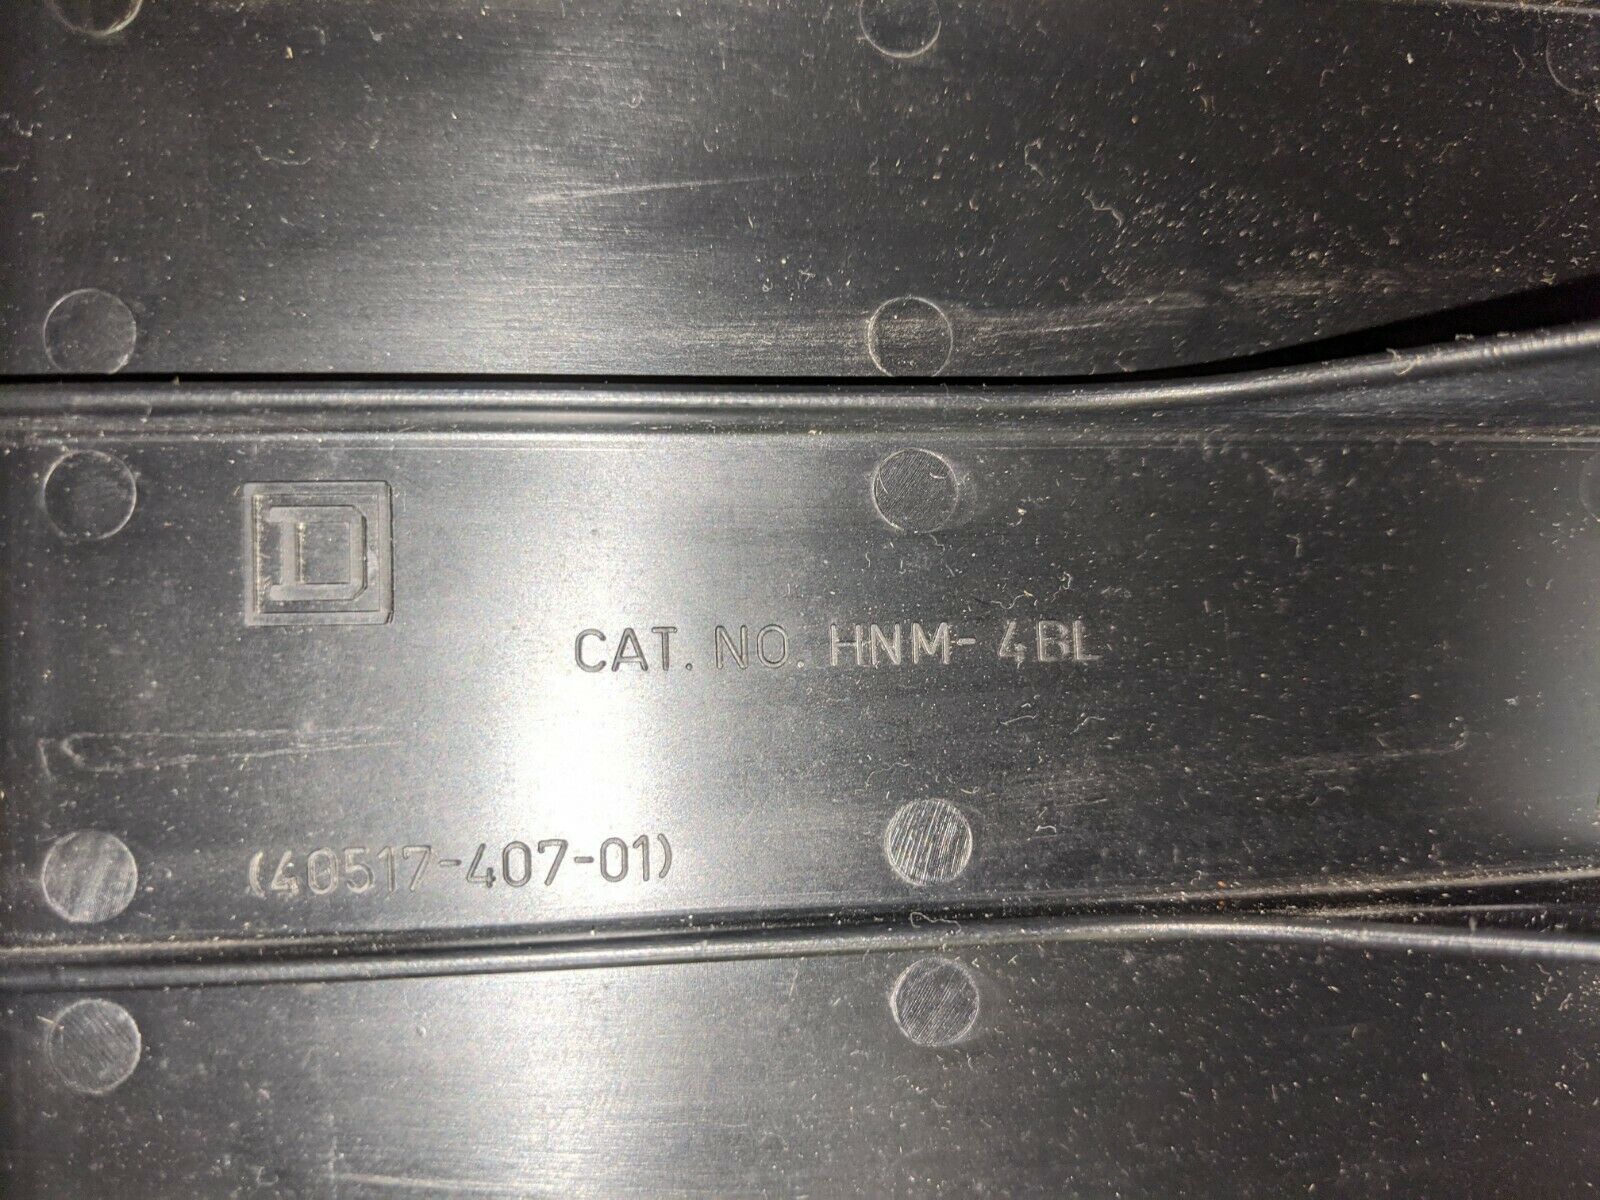 D
CAT. NO. HNM-4BL
(40517-407-01)